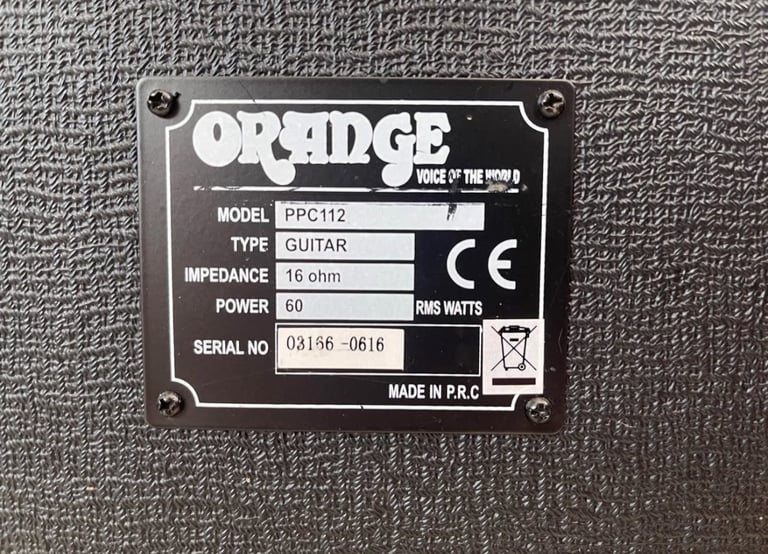 ORANGE
VOICE OF THE WORLD
MODEL PPC112
TYPE GUITAR
IMPEDANCE 16 ohm
POWER 60 RMS WATTS
SERIAL NO 03166-0616
MADE IN P.R.C
CE